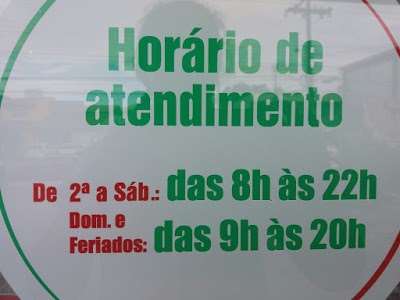 Horário de
atendimento
De 2ª a Sáb.: das 8h às 22h
Dom. e
Feriados: das 9h às 20h